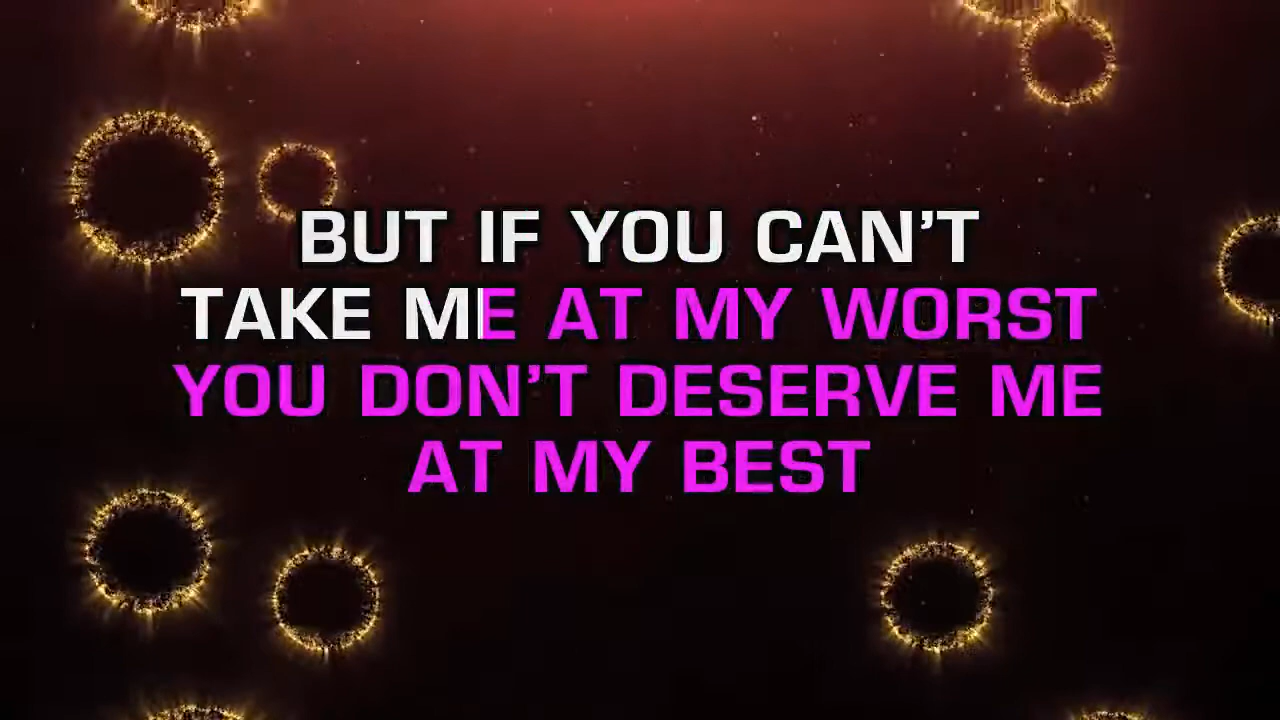 BUT IF YOU CAN’T
TAKE ME AT MY WORST
YOU DON’T DESERVE ME
AT MY BEST